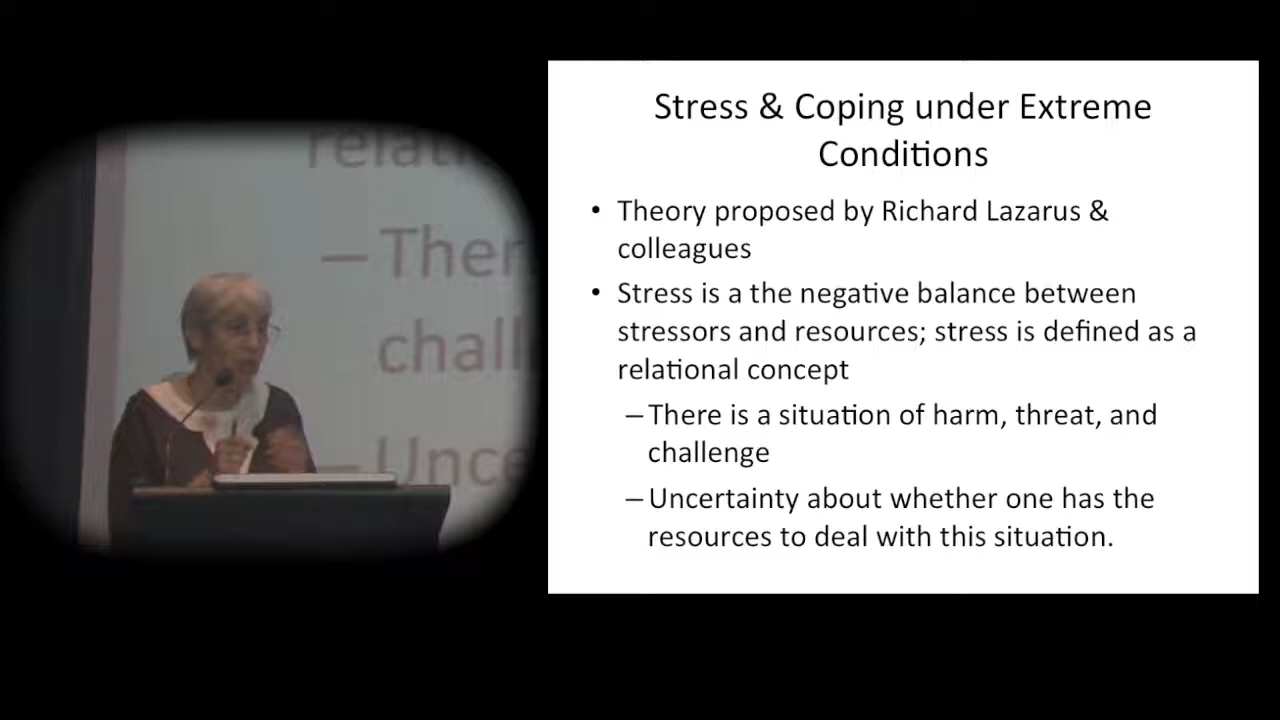 Stress & Coping under Extreme
Conditions
• Theory proposed by Richard Lazarus &
colleagues
• Stress is a the negative balance between
stressors and resources; stress is defined as a
relational concept
– There is a situation of harm, threat, and
challenge
– Uncertainty about whether one has the
resources to deal with this situation.